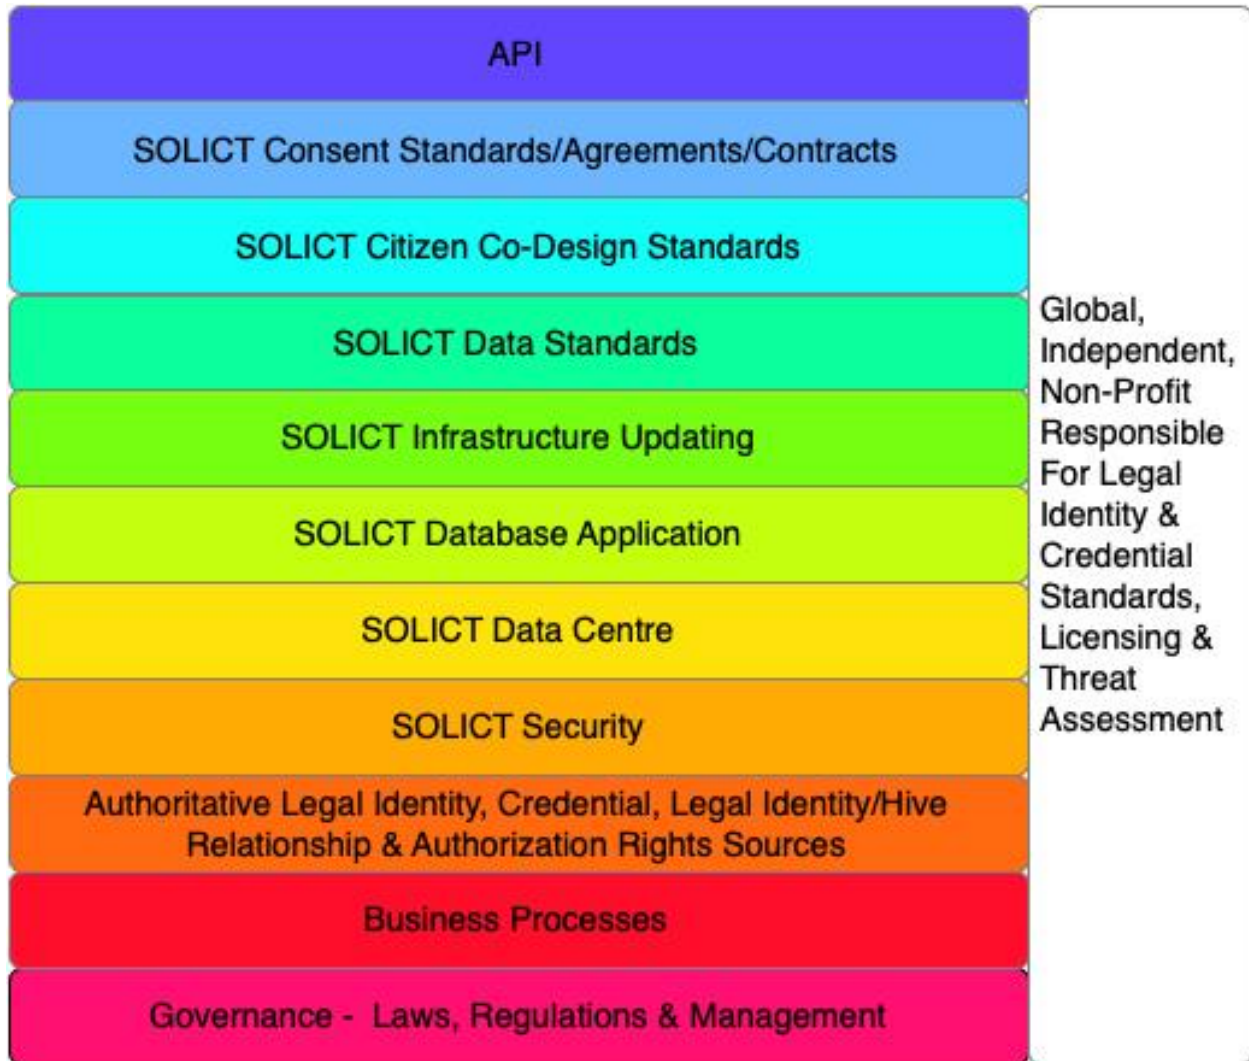 API
SOLICT Consent Standards/Agreements/Contracts
SOLICT Citizen Co-Design Standards
SOLICT Data Standards
SOLICT Infrastructure Updating
SOLICT Database Application
SOLICT Data Centre
SOLICT Security
Authoritative Legal Identity, Credential, Legal Identity/Hive
Relationship & Authorization Rights Sources
Business Processes
Governance -  Laws, Regulations & Management
Global,
Independent,
Non-Profit
Responsible
For Legal
Identity &
Credential
Standards,
Licensing &
Threat
Assessment